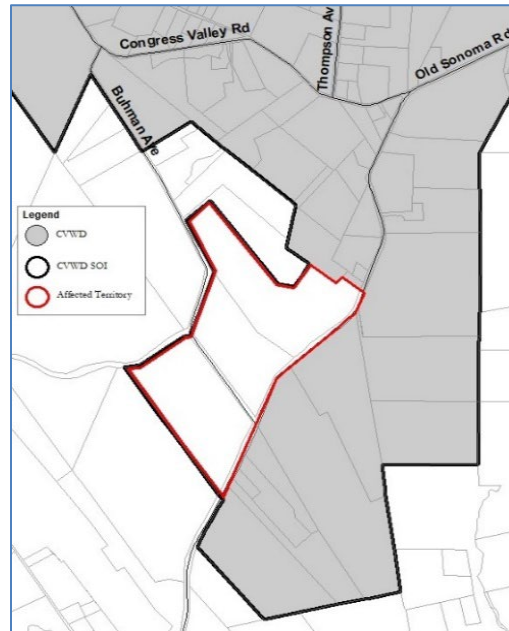 Congress Valley Rd
Thompson Av
Old Sonoma Rd
Buhman Ave
Legend
CVWD
CVWD SOI
Affected Territory